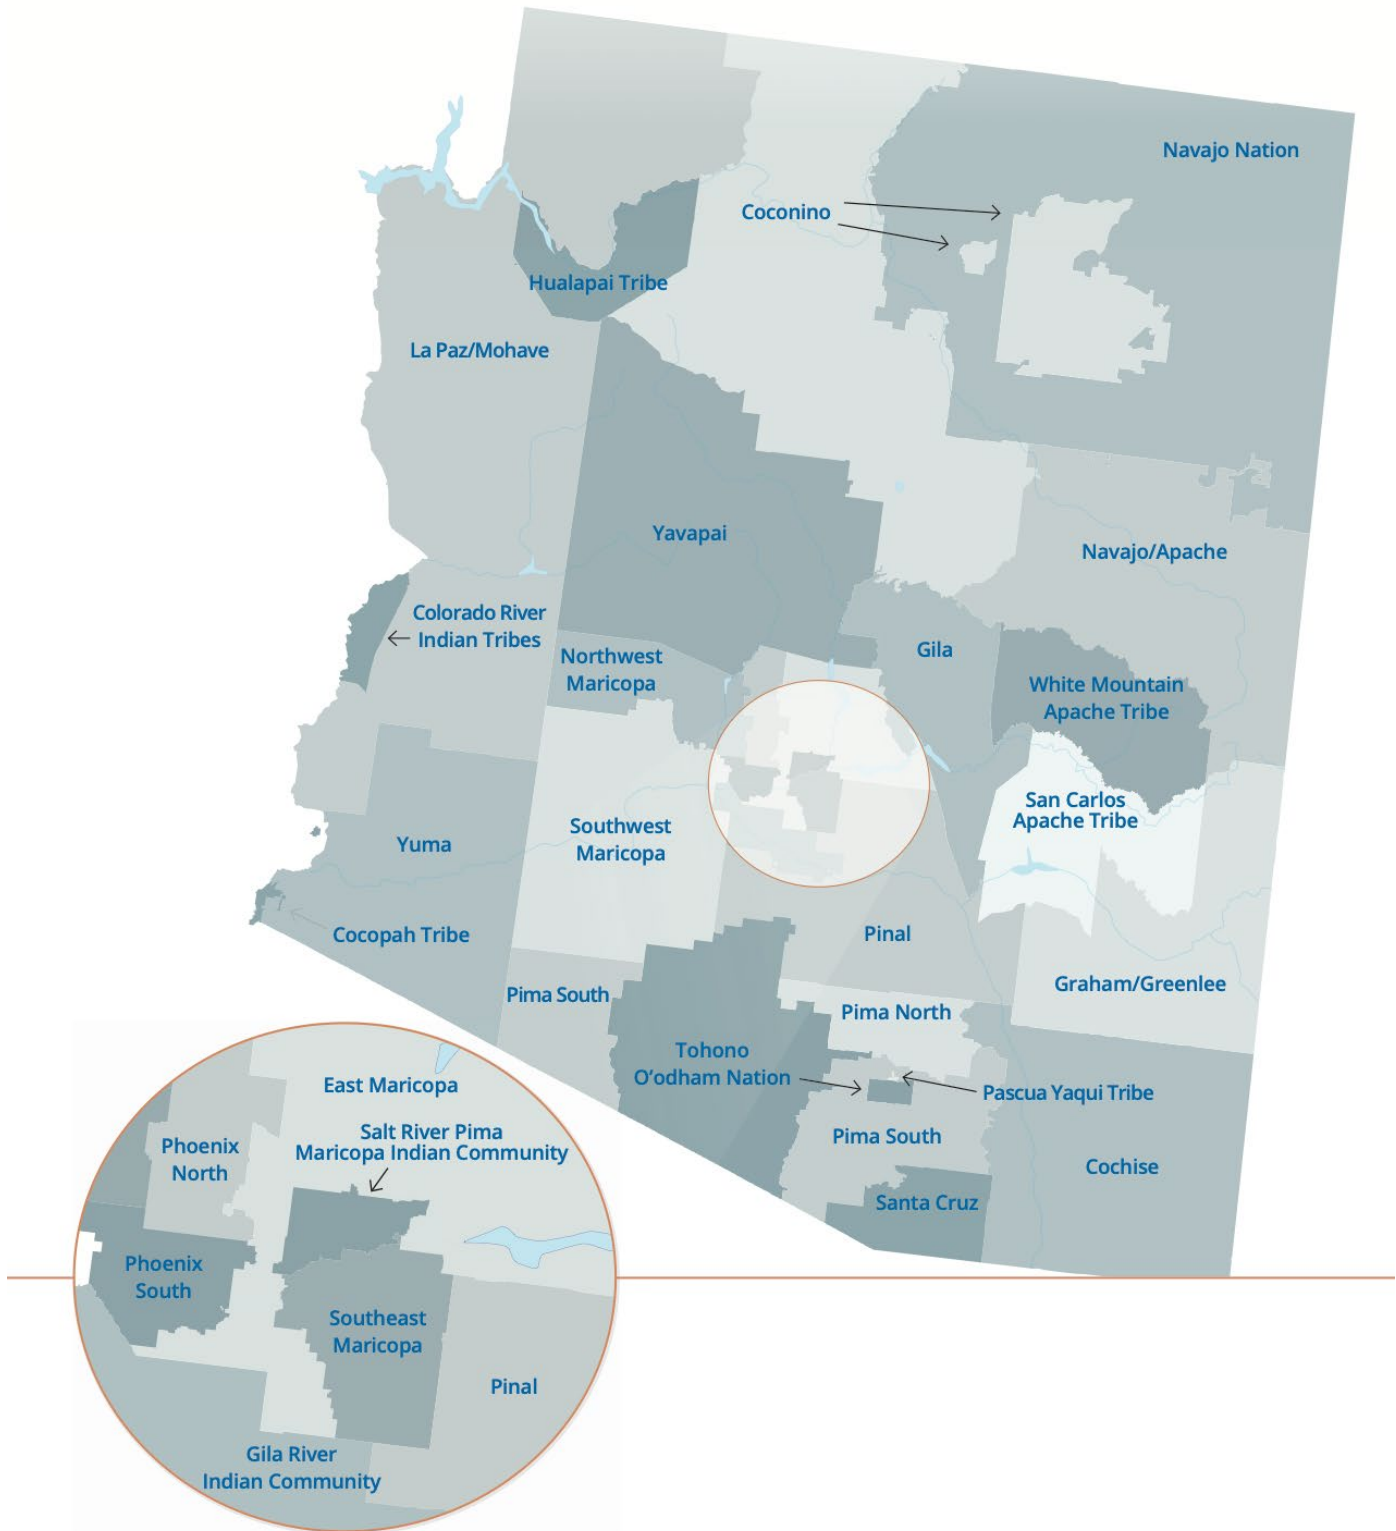 Navajo Nation
Coconino
Hualapai Tribe
La Paz/Mohave
Yavapai
Navajo/Apache
Colorado River
Indian Tribes
Gila
Northwest
Maricopa
White Mountain
Apache Tribe
San Carlos
Apache Tribe
Southwest
Maricopa
Yuma
Cocopah Tribe
Pinal
Graham/Greenlee
Pima South
Pima North
Tohono
O'odham Nation
Pascua Yaqui Tribe
Pima South
Cochise
Santa Cruz
East Maricopa
Salt River Pima
Maricopa Indian Community
Phoenix
North
Phoenix
South
Southeast
Maricopa
Pinal
Gila River
Indian Community